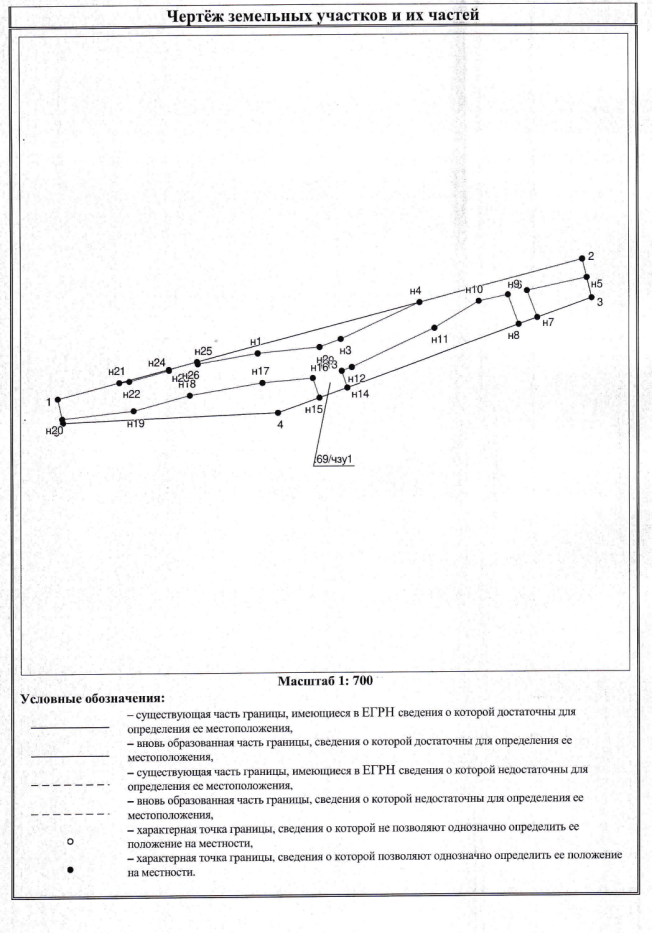 Чертёж земельных участков и их частей
2
н5
3
н9
6
н7
н8
н10
н4
н11
н1
н3
н12
н14
н16
н15
н17
н25
н24
н26
н18
н21
н22
1
н19
н20
4
:69/чзу1
Масштаб 1: 700
Условные обозначения:
– существующая часть границы, имеющиеся в ЕГРН сведения о которой достаточны для
определения ее местоположения,
– вновь образованная часть границы, сведения о которой достаточны для определения ее
местоположения,
– существующая часть границы, имеющиеся в ЕГРН сведения о которой недостаточны для
определения ее местоположения,
– вновь образованная часть границы, сведения о которой недостаточны для определения ее
местоположения,
– характерная точка границы, сведения о которой не позволяют однозначно определить ее
положение на местности,
– характерная точка границы, сведения о которой позволяют однозначно определить ее положение
на местности.